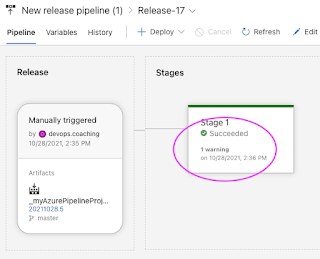 New release pipeline (1) > Release-17
Pipeline Variables History + Deploy Cancel Refresh Edit
Release
Stages
Manually triggered
by devops.coaching
10/28/2021, 2:35 PM
Artifacts
_myAzurePipelineProj...
20211028.5
master
Stage 1
Succeeded
1 warning
on 10/28/2021, 2:36 PM